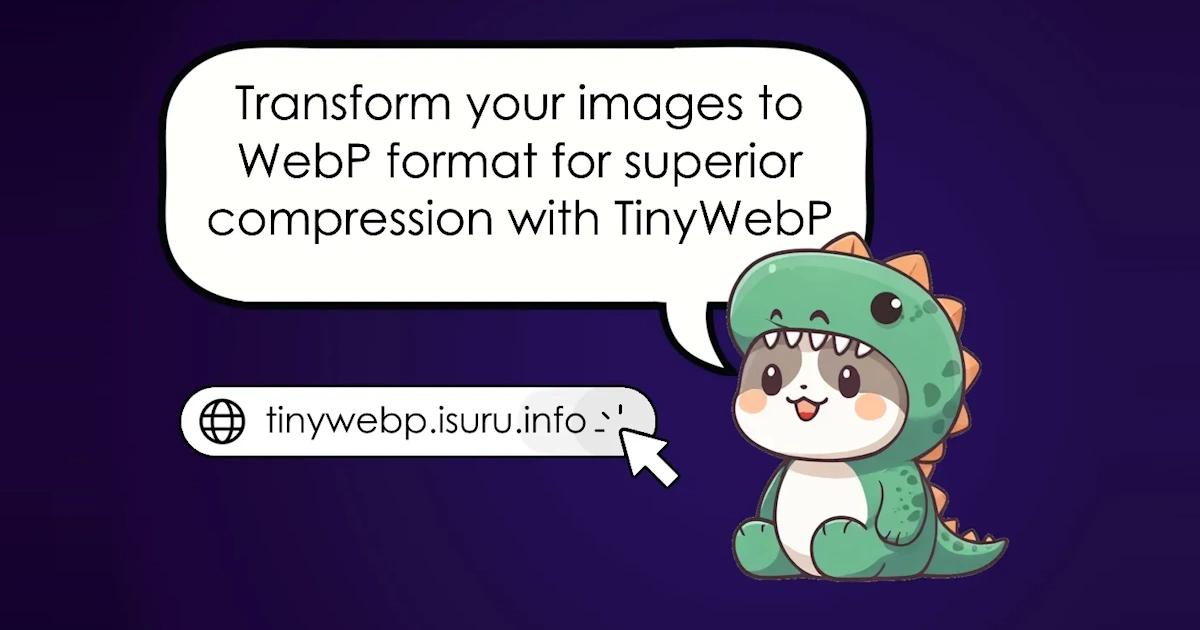 Transform your images to
WebP format for superior
compression with TinyWebP
tinywebp.isuru.info